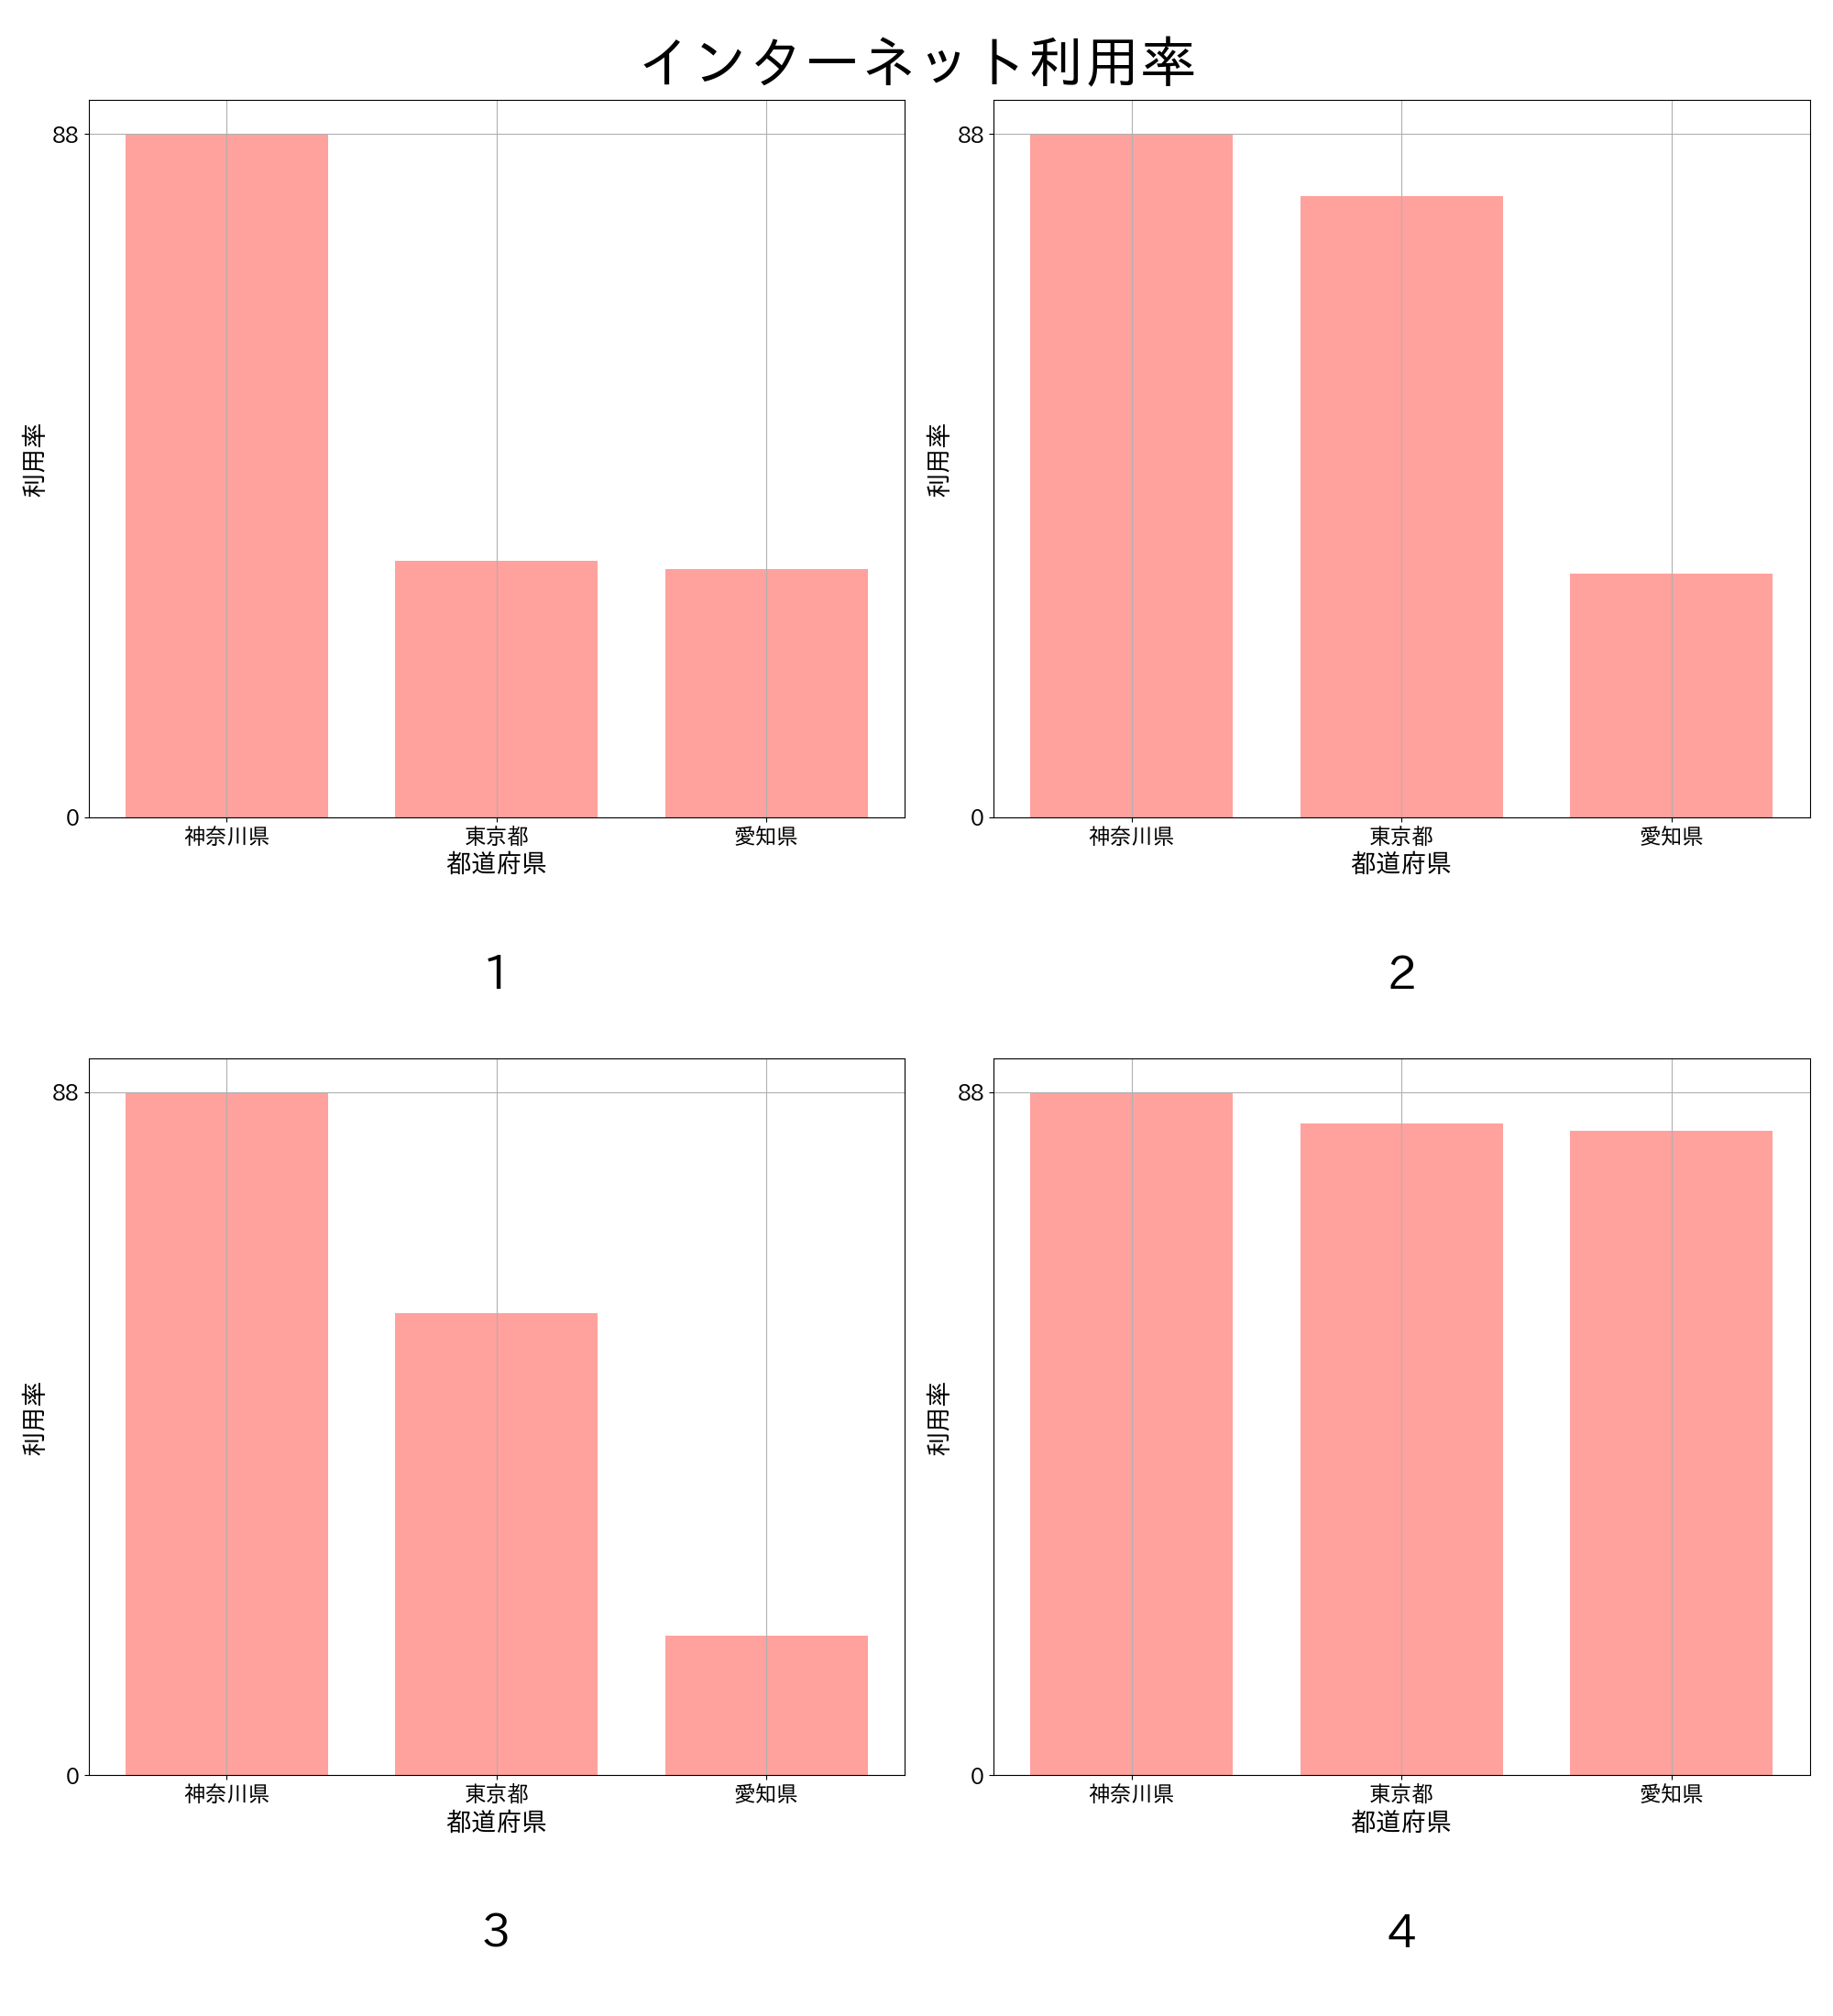 インターネット利用率
88
利用率
0
神奈川県 東京都 愛知県
都道府県
1
88
利用率
0
神奈川県 東京都 愛知県
都道府県
2
88
利用率
0
神奈川県 東京都 愛知県
都道府県
3
88
利用率
0
神奈川県 東京都 愛知県
都道府県
4